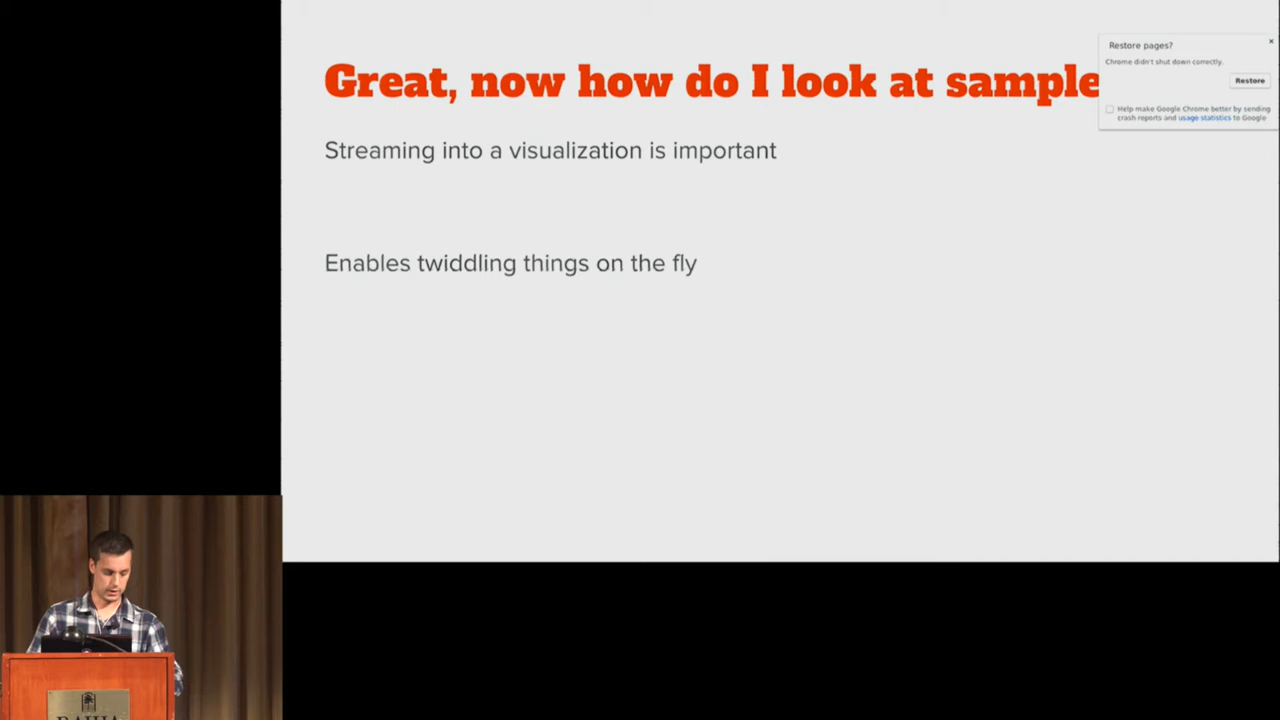 Great, now how do I look at sample
Restore pages?
Chrome didn't shut down correctly.
Restore
Help make Google Chrome better by sending
crash reports and usage statistics to Google
Streaming into a visualization is important
Enables twiddling things on the fly